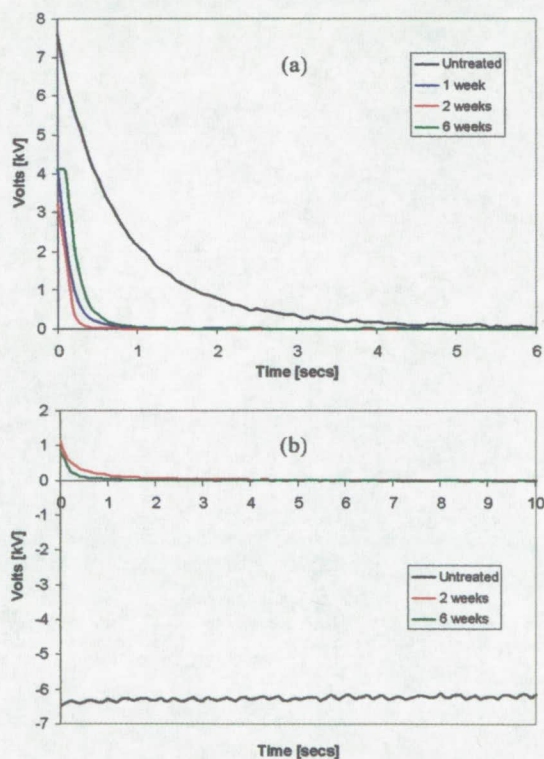 8
7
6
5
4
3
2
1
0
Volts [kV]
(a)
Untreated
1 week
2 weeks
6 weeks
0 1 2 3 4 5 6
Time [secs]
2
1
0
-1
-2
-3
-4
-5
-6
-7
Volts [kV]
(b)
0 1 2 3 4 5 6 7 8 9 10
Untreated
2 weeks
6 weeks
Time [secs]